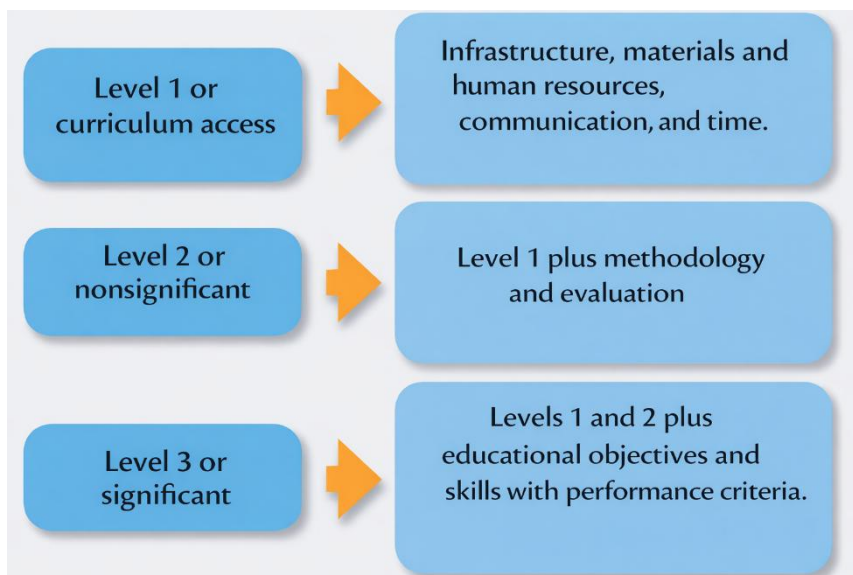 Level 1 or
curriculum access
Infrastructure, materials and
human resources,
communication, and time.
Level 2 or
nonsignificant
Level 1 plus methodology
and evaluation
Level 3 or
significant
Levels 1 and 2 plus
educational objectives and
skills with performance criteria.